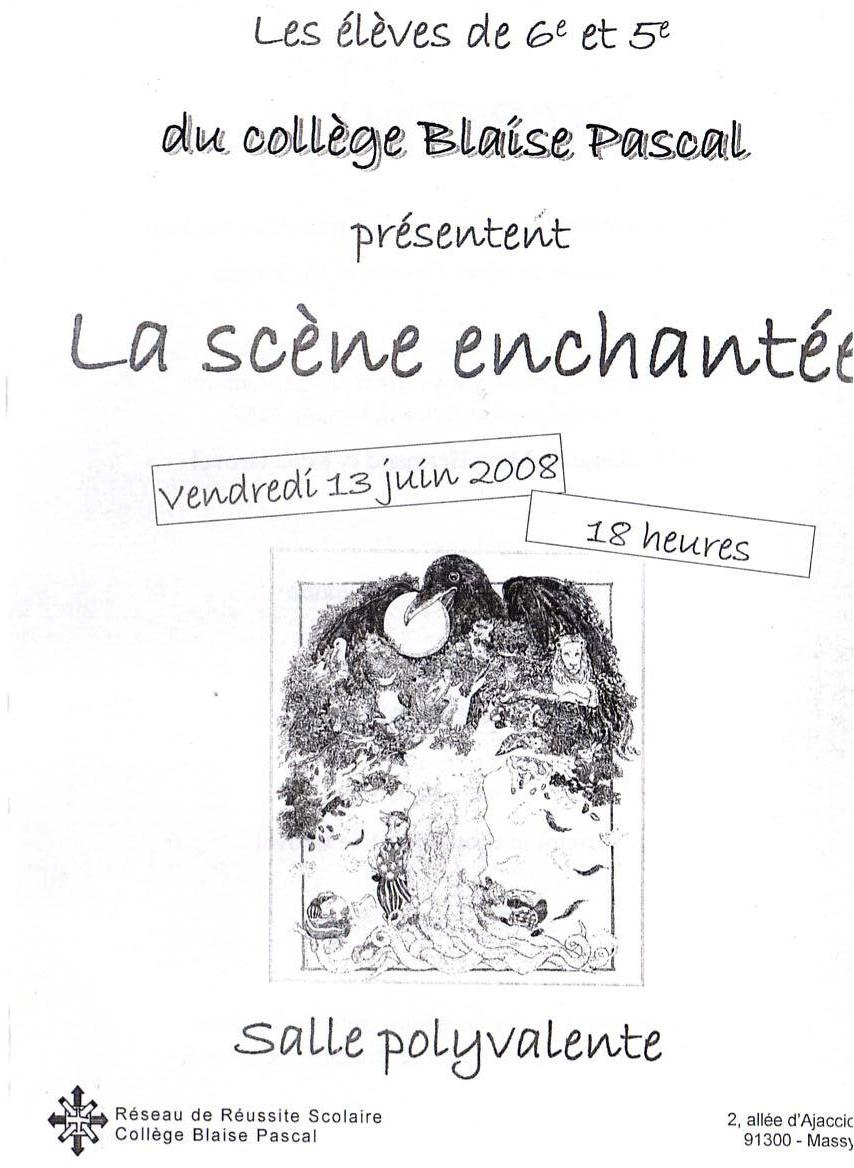 Les élèves de 6e et 5e
du collège Blaise Pascal
présentent
La scène enchantée
vendredi 13 juin 2008
18 heures
Salle polyvalente
Réseau de Réussite Scolaire
Collège Blaise Pascal
2, allée d'Ajaccio
91300 - Massy